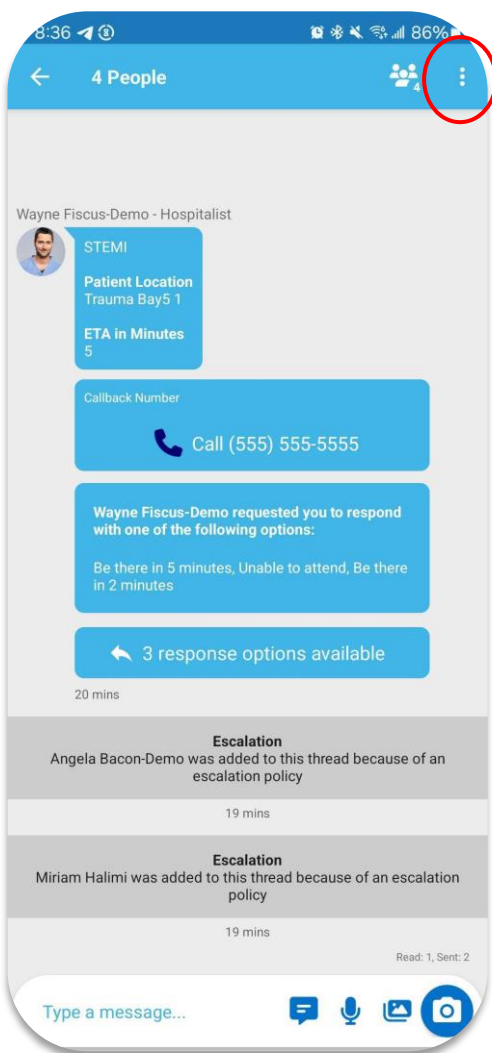 8:36 86%
4 People 4
Wayne Fiscus-Demo - Hospitalist
STEMI
Patient Location
Trauma Bay5 1
ETA in Minutes
5
Callback Number
Call (555) 555-5555
Wayne Fiscus-Demo requested you to respond
with one of the following options:
Be there in 5 minutes, Unable to attend, Be there
in 2 minutes
3 response options available
20 mins
Escalation
Angela Bacon-Demo was added to this thread because of an
escalation policy
19 mins
Escalation
Miriam Halimi was added to this thread because of an escalation
policy
19 mins
Read: 1, Sent: 2
Type a message...